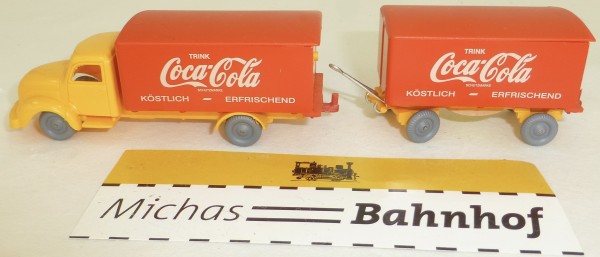 TRINK
Coca-Cola
KÖSTLICH — ERFRISCHEND
TRINK
Coca-Cola
KÖSTLICH — ERFRISCHEND
Michas Bahnhof